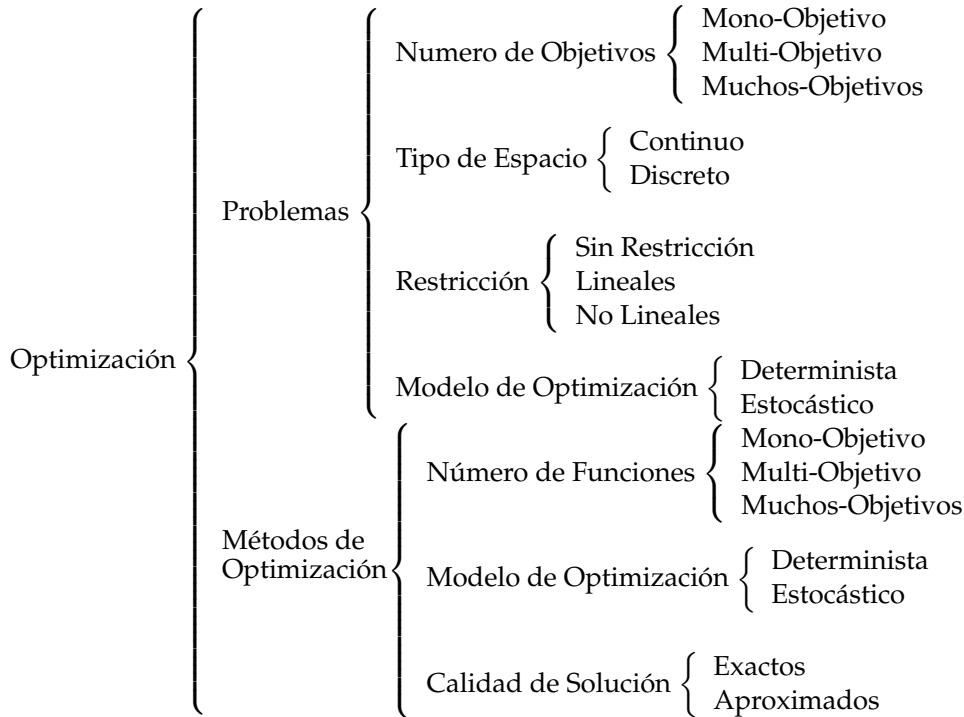 Optimización
Problemas
Numero de Objetivos
Mono-Objetivo
Multi-Objetivo
Muchos-Objetivos
Tipo de Espacio
Continuo
Discreto
Restricción
Sin Restricción
Lineales
No Lineales
Modelo de Optimización
Determinista
Estocástico
Métodos de
Optimización
Número de Funciones
Mono-Objetivo
Multi-Objetivo
Muchos-Objetivos
Modelo de Optimización
Determinista
Estocástico
Calidad de Solución
Exactos
Aproximados